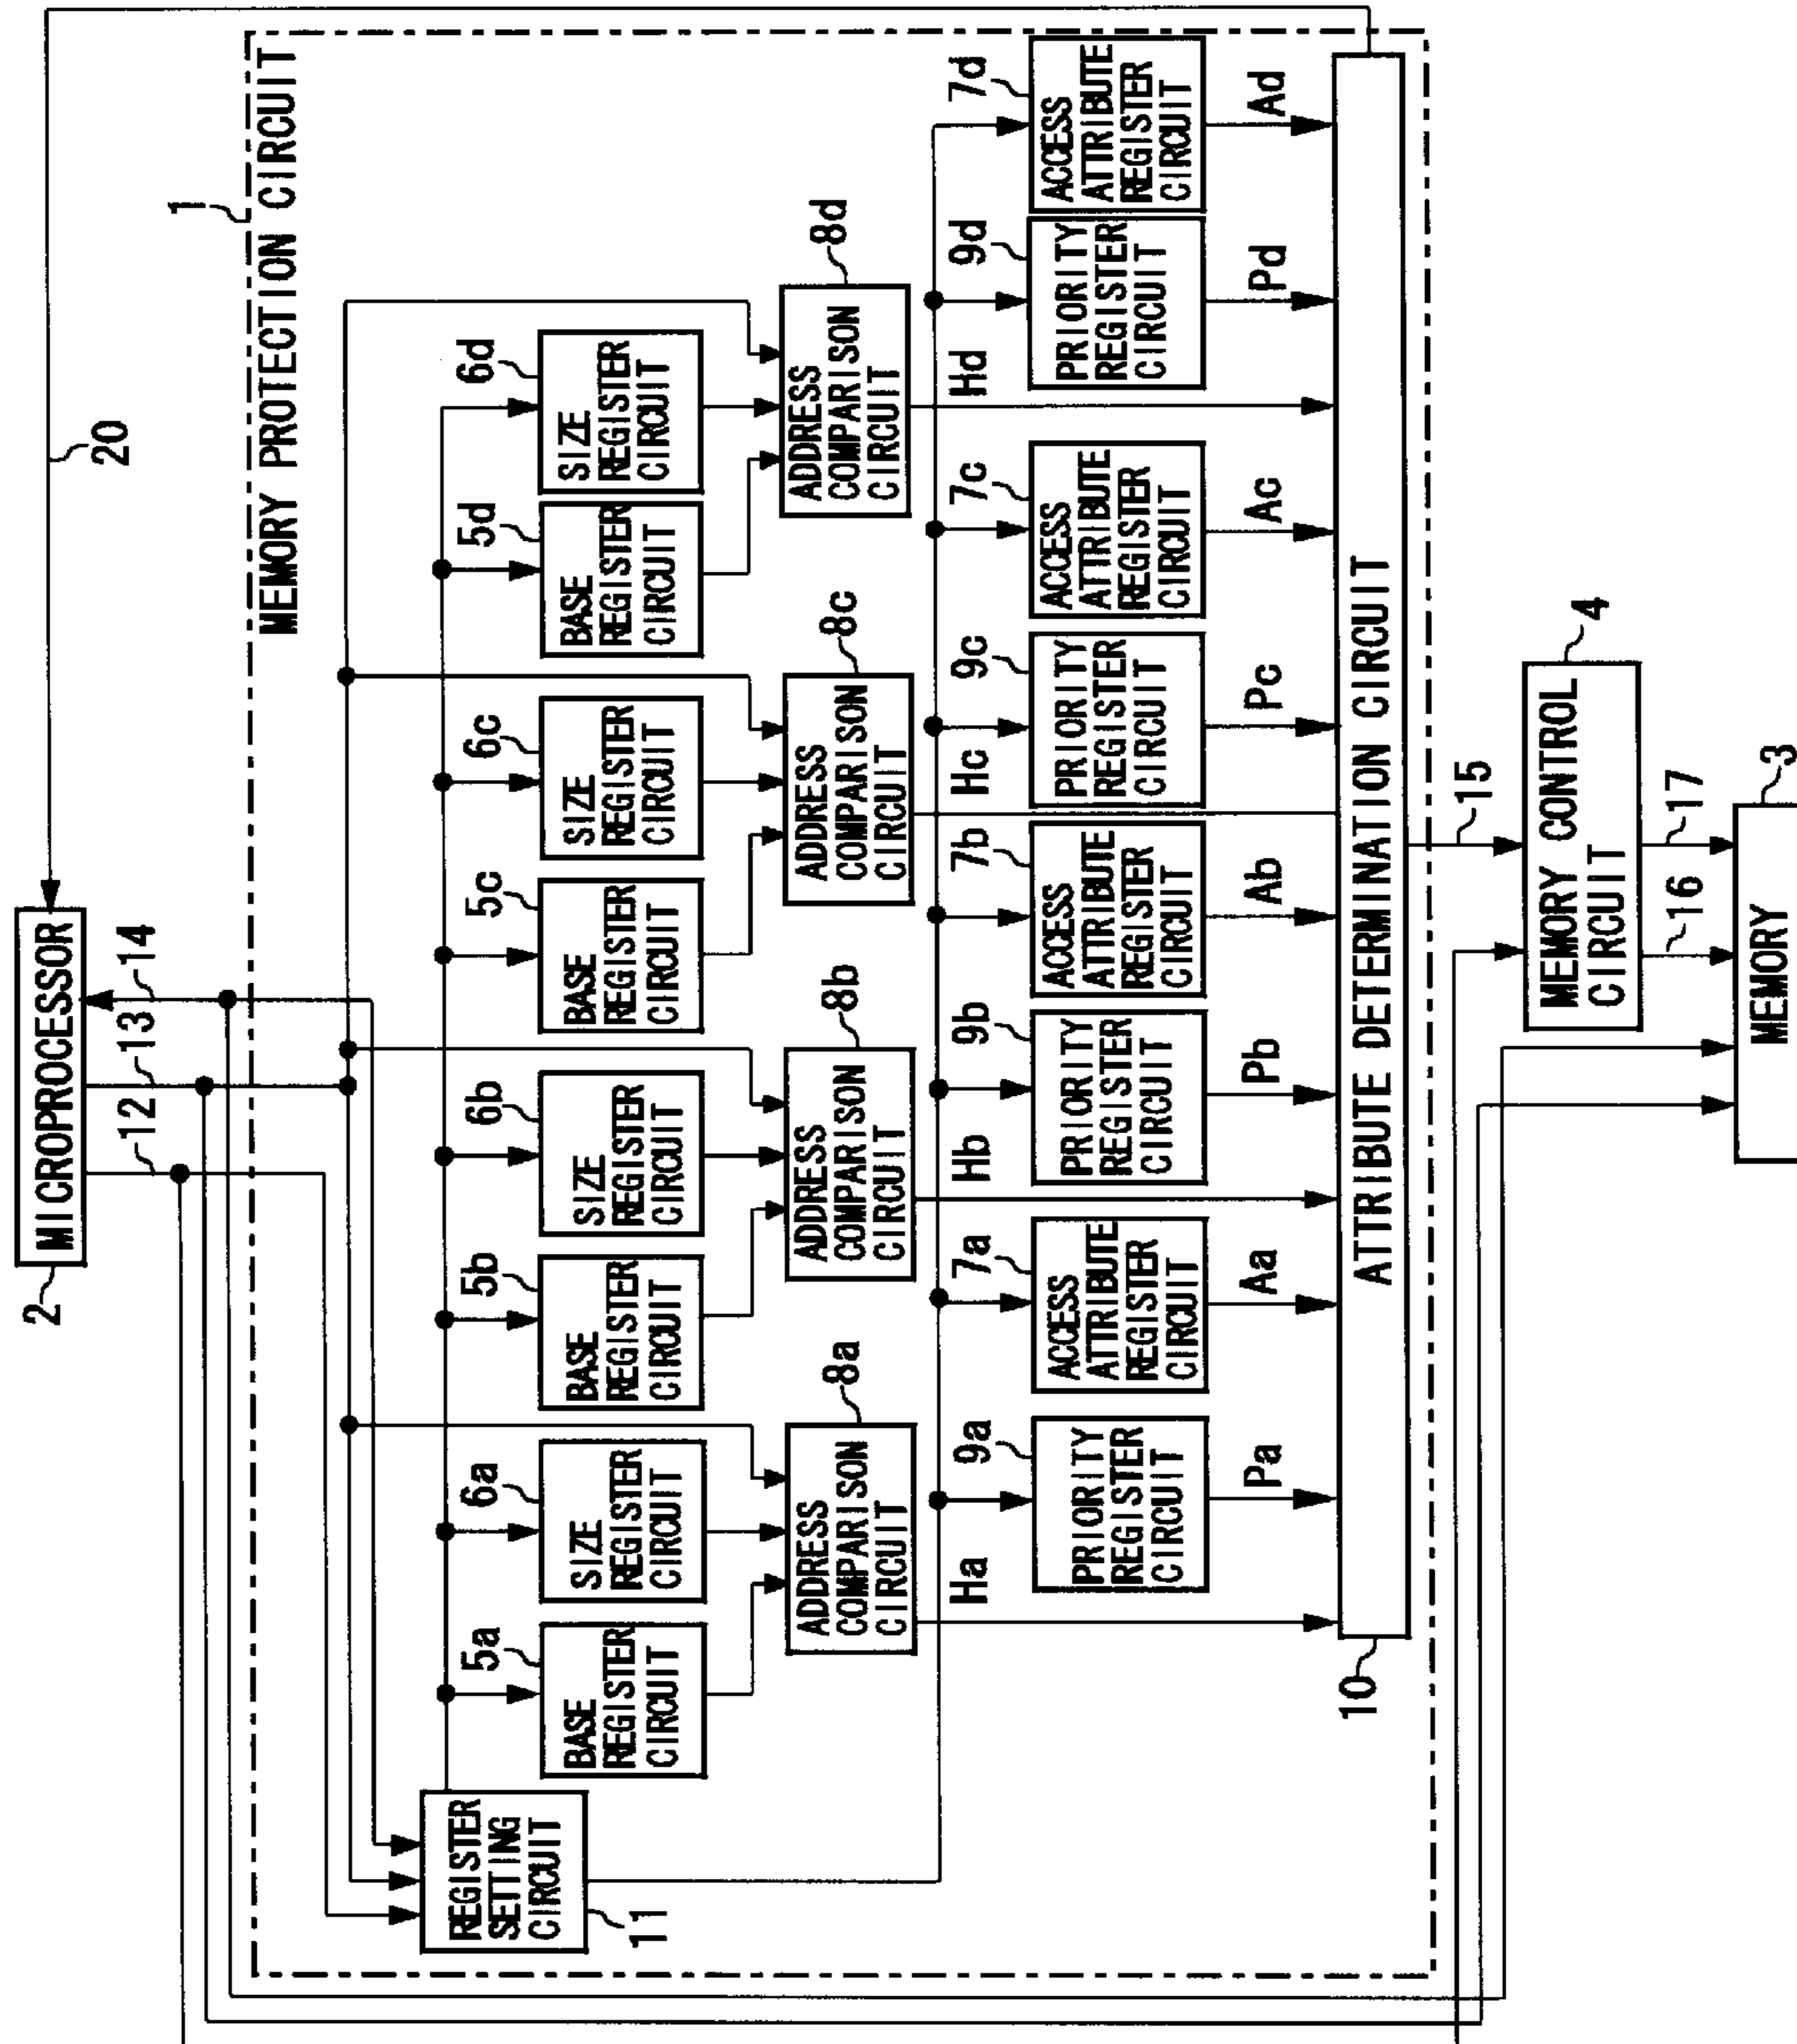 20
1
MEMORY PROTECTION CIRCUIT
2
MICROPROCESSOR
12
13
14
11
REGISTER
SETTING
CIRCUIT
5a
BASE
REGISTER
CIRCUIT
6a
SIZE
REGISTER
CIRCUIT
5b
BASE
REGISTER
CIRCUIT
6b
SIZE
REGISTER
CIRCUIT
5c
BASE
REGISTER
CIRCUIT
6c
SIZE
REGISTER
CIRCUIT
5d
BASE
REGISTER
CIRCUIT
6d
SIZE
REGISTER
CIRCUIT
8a
ADDRESS
COMPARISON
CIRCUIT
8b
ADDRESS
COMPARISON
CIRCUIT
8c
ADDRESS
COMPARISON
CIRCUIT
8d
ADDRESS
COMPARISON
CIRCUIT
Ha
9a
PRIORITY
REGISTER
CIRCUIT
Pa
7a
ACCESS
ATTRIBUTE
REGISTER
CIRCUIT
Aa
Hb
9b
PRIORITY
REGISTER
CIRCUIT
Pb
7b
ACCESS
ATTRIBUTE
REGISTER
CIRCUIT
Ab
Hc
9c
PRIORITY
REGISTER
CIRCUIT
Pc
7c
ACCESS
ATTRIBUTE
REGISTER
CIRCUIT
Ac
Hd
9d
PRIORITY
REGISTER
CIRCUIT
Pd
7d
ACCESS
ATTRIBUTE
REGISTER
CIRCUIT
Ad
10
ATTRIBUTE DETERMINATION CIRCUIT
15
4
MEMORY CONTROL
CIRCUIT
16
17
3
MEMORY